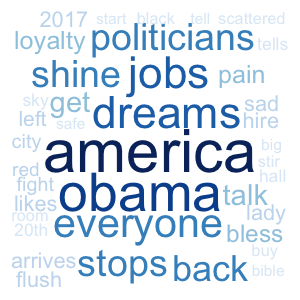 2017 start black tell scattered
loyalty politicians tells
shine jobs pain
sky get dreams sad
left safe hire
city america big
red stir
fight obama hall
likes talk
room everyone lady
20th bless
arrives stops back buy
flush bible